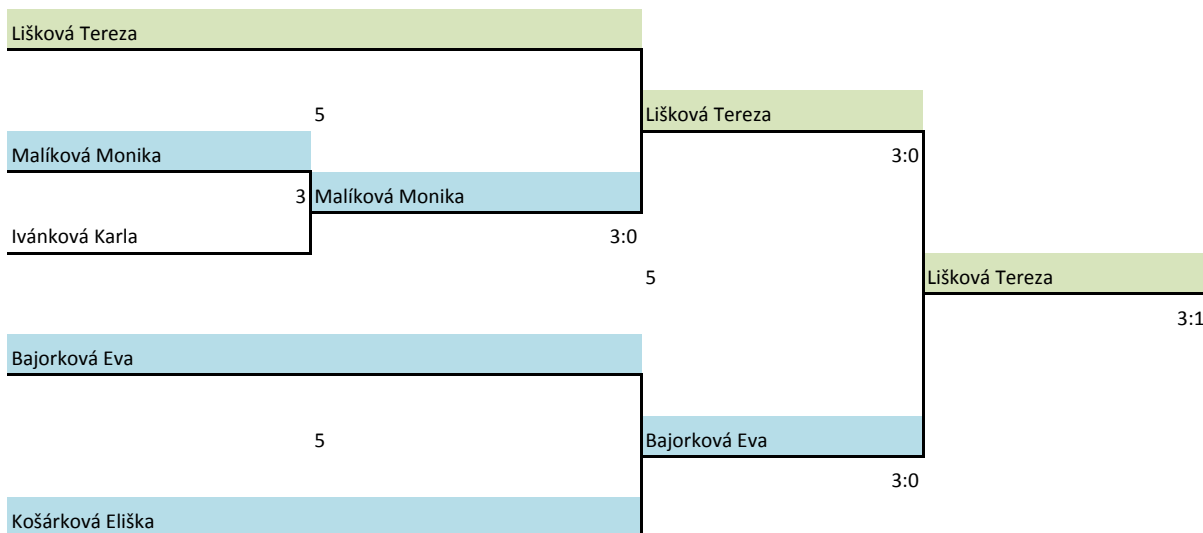 Lišková Tereza
5
Lišková Tereza
Malíková Monika
3:0
3
Malíková Monika
Ivánková Karla
3:0
5
Lišková Tereza
3:1
Bajorková Eva
5
Bajorková Eva
3:0
Košárková Eliška